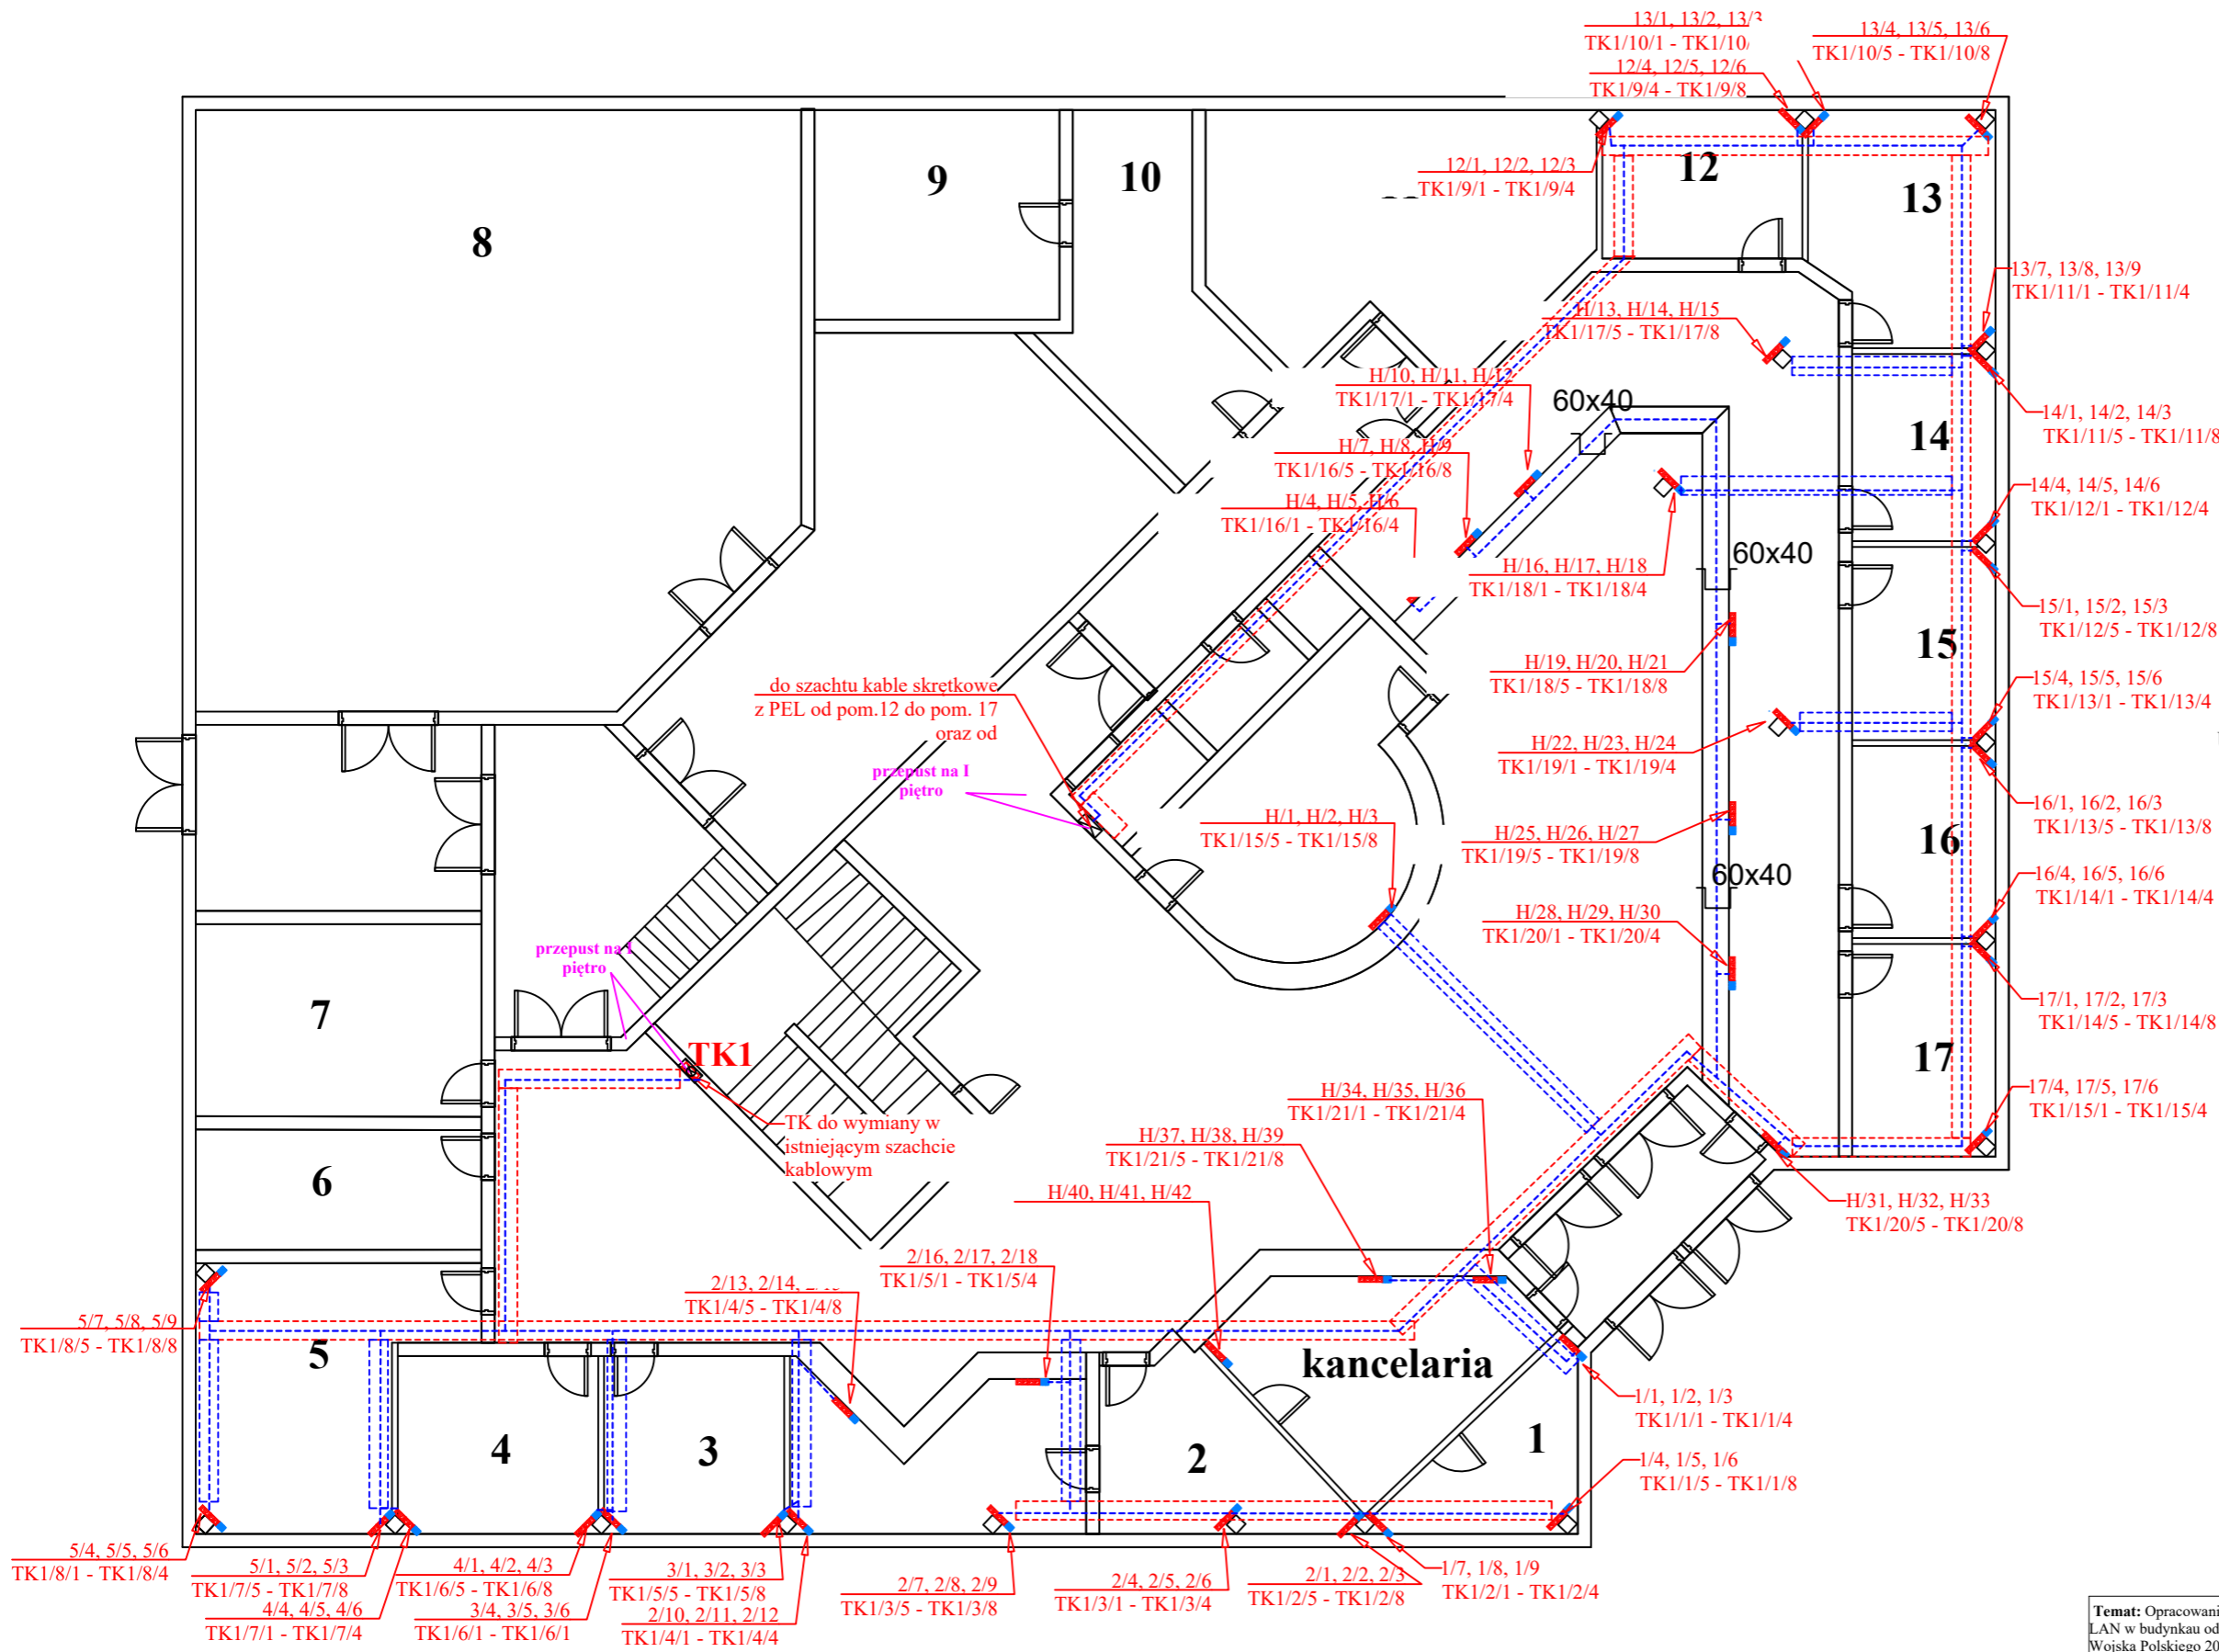 13/1, 13/2, 13/3
TK1/10/1 - TK1/10/
12/4, 12/5, 12/6
TK1/9/4 - TK1/9/8
13/4, 13/5, 13/6
TK1/10/5 - TK1/10/8
12/1, 12/2, 12/3
TK1/9/1 - TK1/9/4
8
9
10
12
13
13/7, 13/8, 13/9
TK1/11/1 - TK1/11/4
H/13, H/14, H/15
TK1/17/5 - TK1/17/8
H/10, H/11, H/12
TK1/17/1 - TK1/17/4
60x40
14/1, 14/2, 14/3
TK1/11/5 - TK1/11/8
14
H/7, H/8, H/9
TK1/16/5 - TK1/16/8
H/4, H/5, H/6
TK1/16/1 - TK1/16/4
14/4, 14/5, 14/6
TK1/12/1 - TK1/12/4
60x40
H/16, H/17, H/18
TK1/18/1 - TK1/18/4
15/1, 15/2, 15/3
TK1/12/5 - TK1/12/8
15
H/19, H/20, H/21
TK1/18/5 - TK1/18/8
15/4, 15/5, 15/6
TK1/13/1 - TK1/13/4
do szachtu kable skrętkowe
z PEL od pom.12 do pom. 17
oraz od
przepust na I
piętro
H/22, H/23, H/24
TK1/19/1 - TK1/19/4
16/1, 16/2, 16/3
TK1/13/5 - TK1/13/8
H/1, H/2, H/3
TK1/15/5 - TK1/15/8
H/25, H/26, H/27
TK1/19/5 - TK1/19/8
16
60x40
16/4, 16/5, 16/6
TK1/14/1 - TK1/14/4
H/28, H/29, H/30
TK1/20/1 - TK1/20/4
przepust na I
piętro
7
17/1, 17/2, 17/3
TK1/14/5 - TK1/14/8
TK1
17
17/4, 17/5, 17/6
TK1/15/1 - TK1/15/4
H/34, H/35, H/36
TK1/21/1 - TK1/21/4
TK do wymiany w
istniejącym szachcie
kablowym
H/37, H/38, H/39
TK1/21/5 - TK1/21/8
6
H/40, H/41, H/42
H/31, H/32, H/33
TK1/20/5 - TK1/20/8
2/16, 2/17, 2/18
TK1/5/1 - TK1/5/4
2/13, 2/14,
TK1/4/5 - TK1/4/8
5/7, 5/8, 5/9
TK1/8/5 - TK1/8/8
5
kancelaria
1/1, 1/2, 1/3
TK1/1/1 - TK1/1/4
4
3
2
1
1/4, 1/5, 1/6
TK1/1/5 - TK1/1/8
5/4, 5/5, 5/6
TK1/8/1 - TK1/8/4
5/1, 5/2, 5/3
TK1/7/5 - TK1/7/8
4/4, 4/5, 4/6
TK1/7/1 - TK1/7/4
4/1, 4/2, 4/3
TK1/6/5 - TK1/6/8
3/4, 3/5, 3/6
TK1/6/1 - TK1/6/1
3/1, 3/2, 3/3
TK1/5/5 - TK1/5/8
2/10, 2/11, 2/12
TK1/4/1 - TK1/4/4
2/7, 2/8, 2/9
TK1/3/5 - TK1/3/8
2/4, 2/5, 2/6
TK1/3/1 - TK1/3/4
2/1, 2/2, 2/3
TK1/2/5 - TK1/2/8
1/7, 1/8, 1/9
TK1/2/1 - TK1/2/4
Temat: Opracowani
LAN w budynkau od
Wojska Polskiego 20